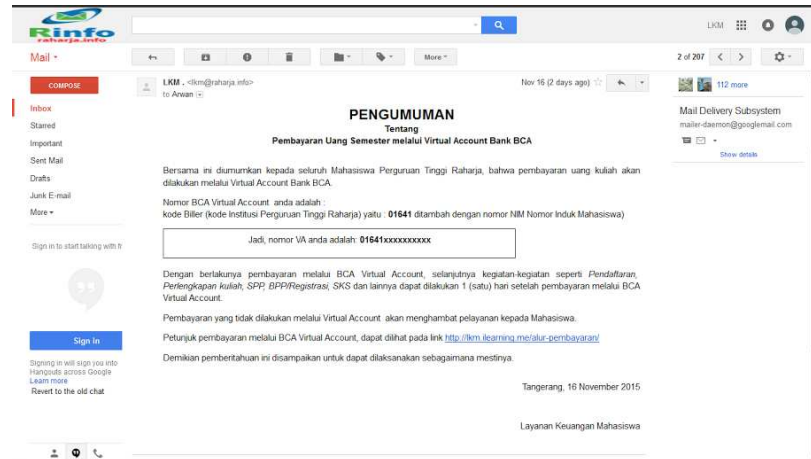 Rinfo
raharja.info
LKM
Mail
More
2 of 207
COMPOSE
Inbox
Starred
Important
Sent Mail
Drafts
Junk E-mail
More
Sign in to start talking with fr
Sign in
Signing in will sign you into
Hangouts across Google
Learn more
Revert to the old chat
LKM . <lkm@raharja.info>
to Arwan
Nov 16 (2 days ago)
PENGUMUMAN
Tentang
Pembayaran Uang Semester melalui Virtual Account Bank BCA
Bersama ini diumumkan kepada seluruh Mahasiswa Perguruan Tinggi Raharja, bahwa pembayaran uang kuliah akan
dilakukan melalui Virtual Account Bank BCA.
Nomor BCA Virtual Account anda adalah :
kode Biller (kode Institusi Perguruan Tinggi Raharja) yaitu : 01641 ditambah dengan nomor NIM Nomor Induk Mahasiswa)
Jadi, nomor VA anda adalah: 01641xxxxxxxxxx
Dengan berlakunya pembayaran melalui BCA Virtual Account, selanjutnya kegiatan-kegiatan seperti Pendaftaran,
Perlengkapan kuliah, SPP, BPP/Registrasi, SKS dan lainnya dapat dilakukan 1 (satu) hari setelah pembayaran melalui BCA
Virtual Account.
Pembayaran yang tidak dilakukan melalui Virtual Account akan menghambat pelayanan kepada Mahasiswa.
Petunjuk pembayaran melalui BCA Virtual Account, dapat dilihat pada link http://lkm.ilearning.me/alur-pembayaran/
Demikian pemberitahuan ini disampaikan untuk dapat dilaksanakan sebagaimana mestinya.
Tangerang, 16 November 2015
Layanan Keuangan Mahasiswa
112 more
Mail Delivery Subsystem
mailer-daemon@googlemail.com
Show details